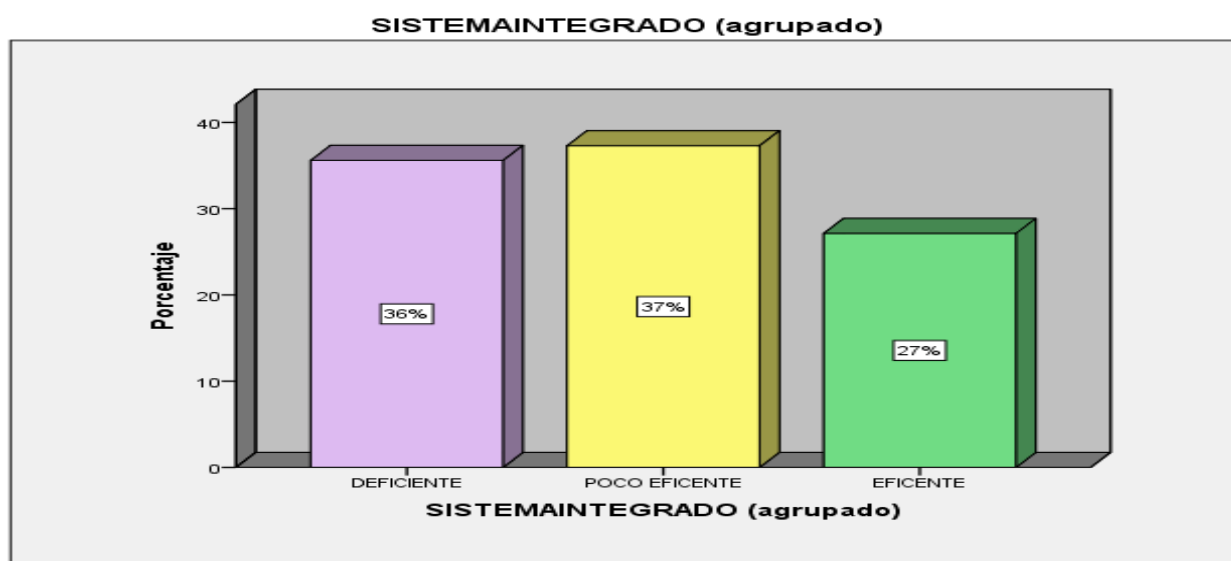 SISTEMAINTEGRADO (agrupado)
Porcentaje
40
30
20
10
0
36%
37%
27%
DEFICIENTE
POCO EFICENTE
EFICENTE
SISTEMAINTEGRADO (agrupado)